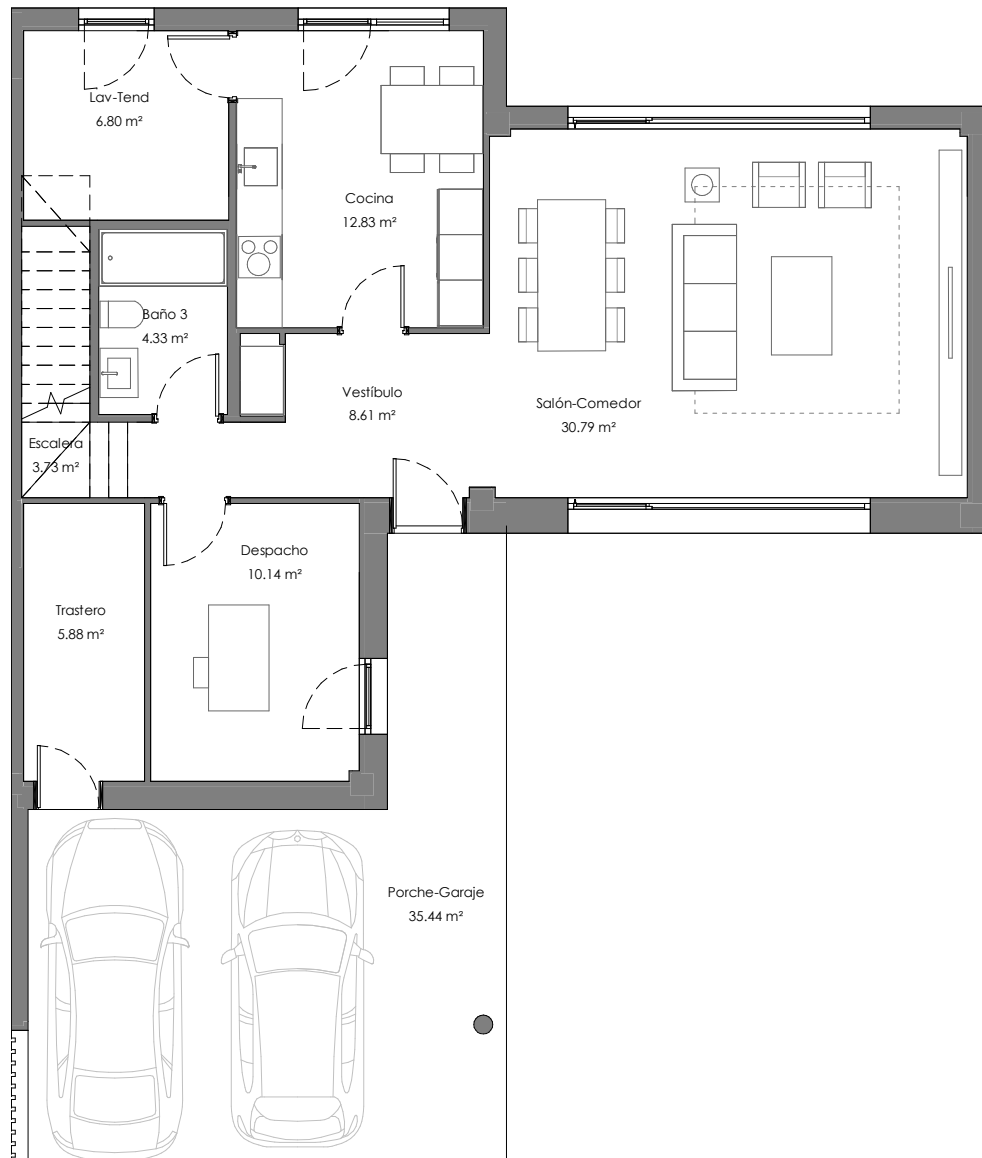 Lav-Tend
6.80 m²
Cocina
12.83 m²
Baño 3
4.33 m²
Vestíbulo
8.61 m²
Salón-Comedor
30.79 m²
Escalera
3.73 m²
Despacho
10.14 m²
Trastero
5.88 m²
Porche-Garaje
35.44 m²